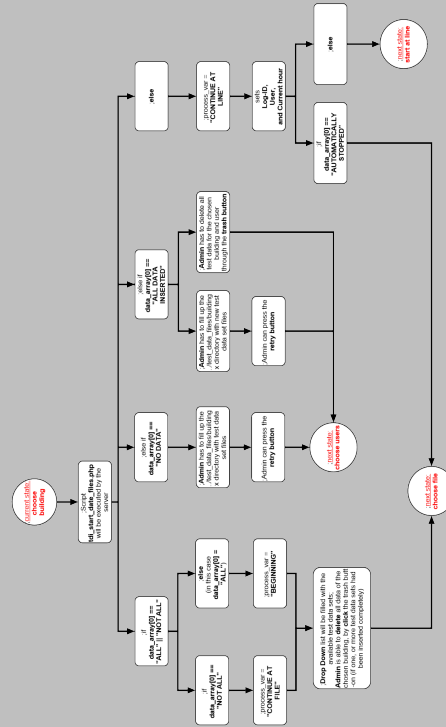 :current state:
choose
building
:Script
tdi_start_date_files.php
will be executed by the
server
;if
data_array[0] ==
"ALL" || "NOT ALL"
;else if
data_array[0] ==
"NO DATA"
;else if
data_array[0] ==
"ALL DATA
INSERTED"
;else
;if
data_array[0] ==
"NOT ALL"
;else
(in this case
data_array[0] =
"ALL")
;process_var =
"CONTINUE AT
FILE"
;process_var =
"BEGINNING"
;Drop Down list will be filled with the
available test data sets,
Admin is able to delete all data of the
chosen building, by click the trash butt
-on (if one, or more test data sets had
been inserted completely)
;Admin has to fill up the
./test_data_files/building
x directory with test data
set files
;Admin can press the
retry button
;Admin has to fill up the
./test_data_files/building
x directory with new test
data set files
;Admin can press the
retry button
;Admin has to delete all
test data for the chosen
building and user
through the trash button
:next state:
choose users
;process_var =
"CONTINUE AT
LINE"
sets
Log-ID,
User,
and Current hour
;if
data_array[0] ==
"AUTOMATICALLY
STOPPED"
;else
:next state:
start at line
:next state:
choose file